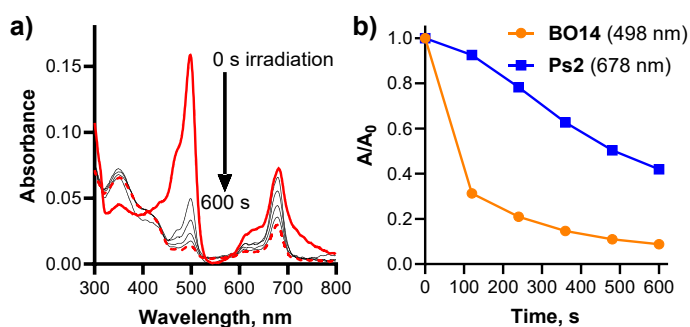 a)
Absorbance
0.15
0.10
0.05
0.00
0 s irradiation
600 s
300 400 500 600 700 800
Wavelength, nm
b)
BO14 (498 nm)
Ps2 (678 nm)
A/A0
1.0
0.8
0.6
0.4
0.2
0.0
0 100 200 300 400 500 600
Time, s